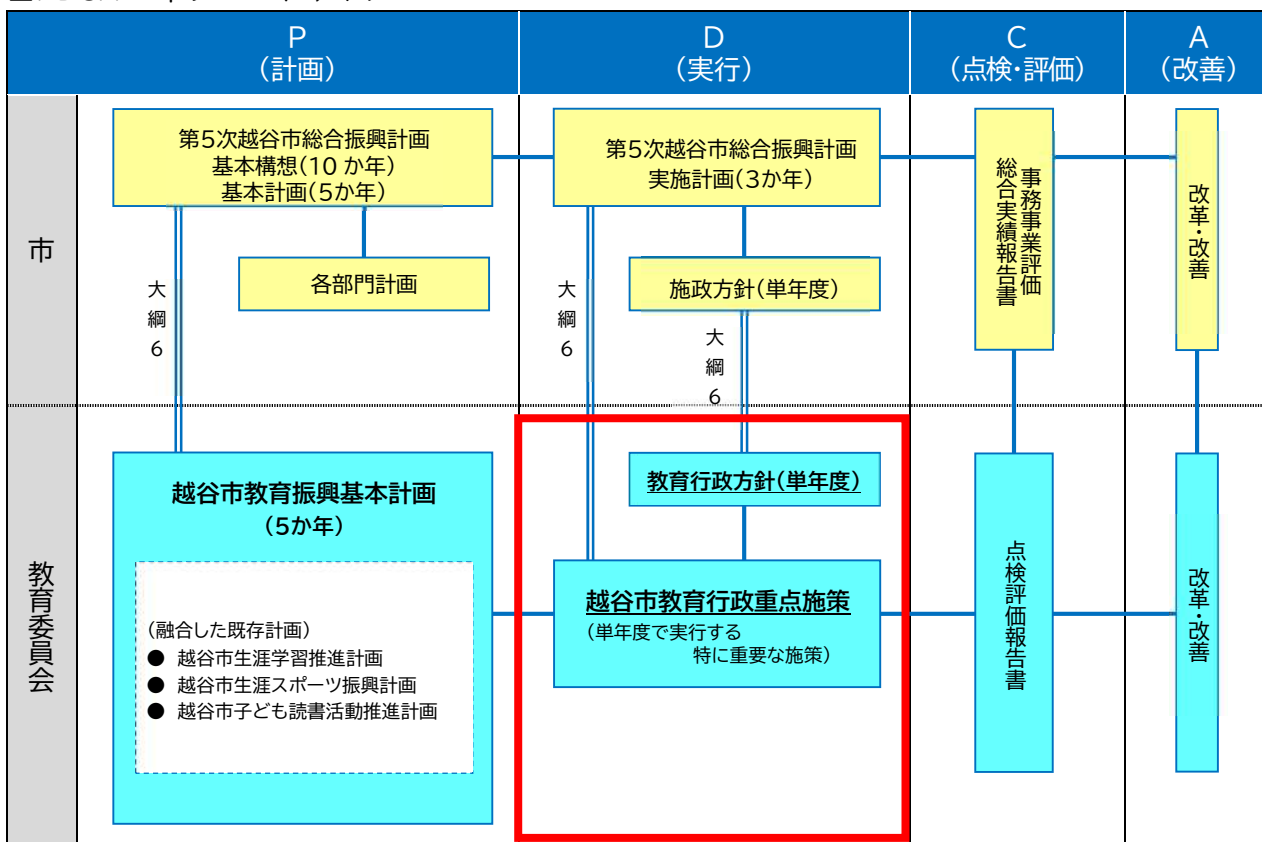 P
(計画)
D
(実行)
C
(点検・評価)
A
(改善)
市
第5次越谷市総合振興計画
基本構想(10 か年)
基本計画(5か年)
各部門計画
大綱6
第5次越谷市総合振興計画
実施計画(3か年)
施政方針(単年度)
大綱6
大綱6
事務事業評価
総合実績報告書
改革・改善
教育委員会
越谷市教育振興基本計画
(5か年)
(融合した既存計画)
● 越谷市生涯学習推進計画
● 越谷市生涯スポーツ振興計画
● 越谷市子ども読書活動推進計画
教育行政方針(単年度)
越谷市教育行政重点施策
(単年度で実行する
特に重要な施策)
点検評価報告書
改革・改善